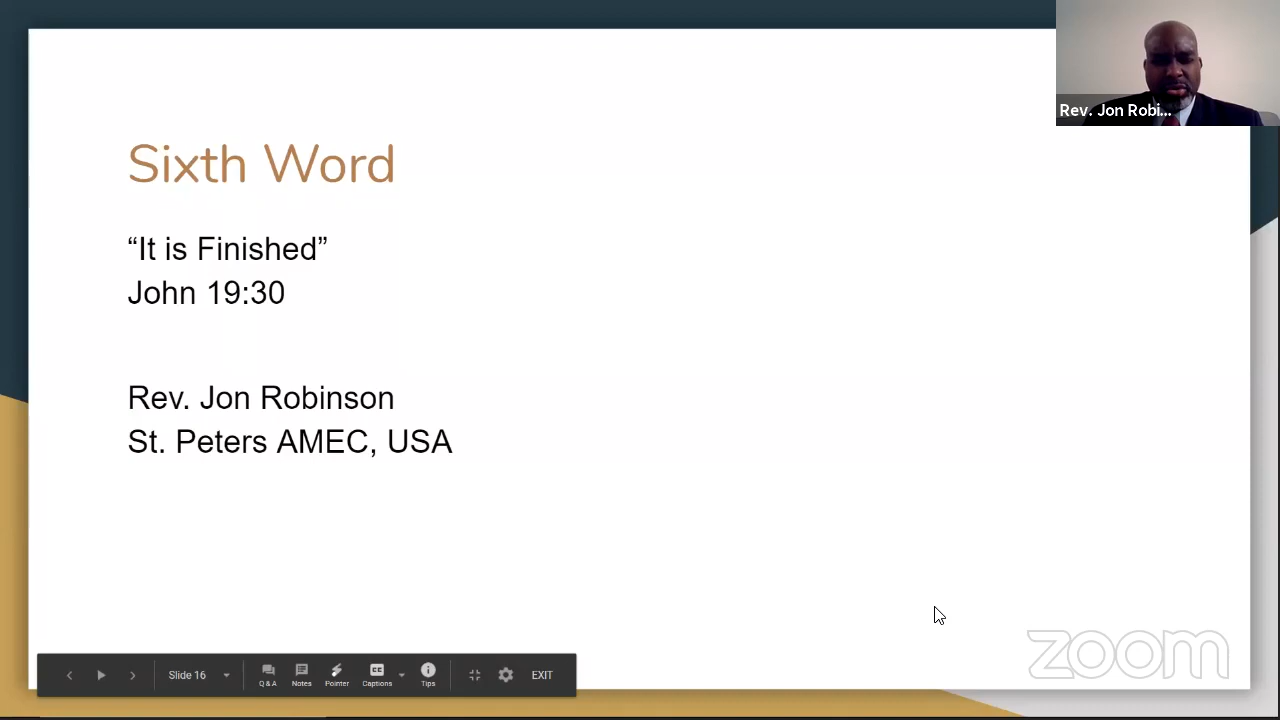 Rev. Jon Robi...
Sixth Word
“It is Finished”
John 19:30
Rev. Jon Robinson
St. Peters AMEC, USA
zoom
Slide 16
Q & A
Notes
Pointer
CC
Captions
Tips
EXIT